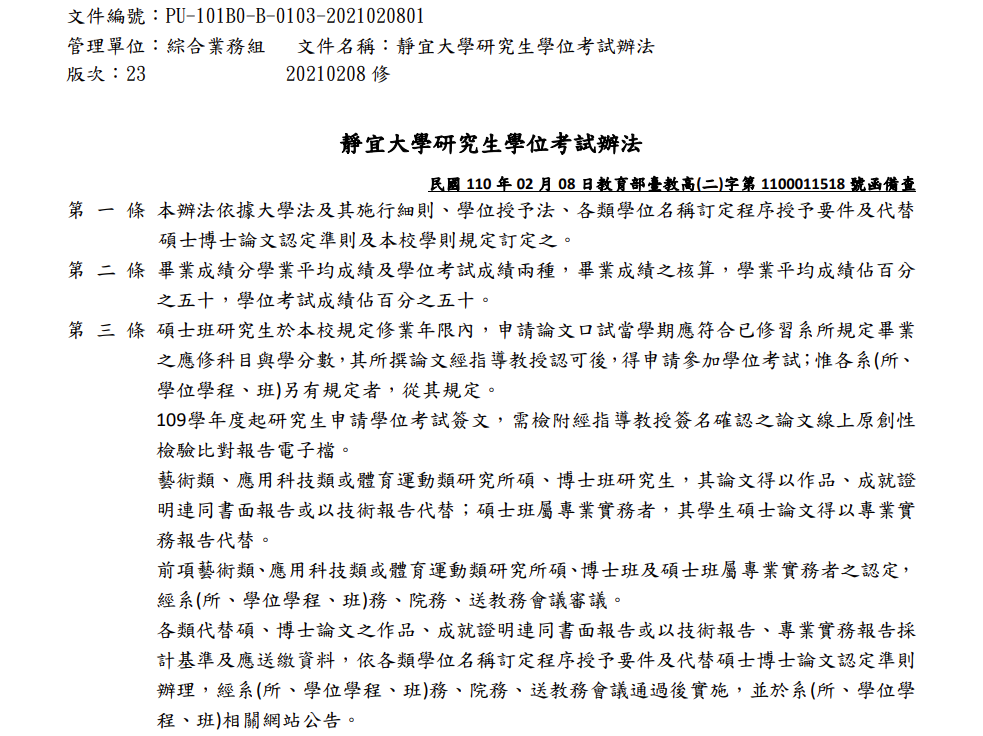 文件編號：PU-101B0-B-0103-2021020801
管理單位：綜合業務組 文件名稱：靜宜大學研究生學位考試辦法
版次：23 20210208 修
靜宜大學研究生學位考試辦法
民國 110 年 02 月 08 日教育部臺教高(二)字第 1100011518 號函備查
第 一 條 本辦法依據大學法及其施行細則、學位授予法、各類學位名稱訂定程序授予要件及代替
碩士博士論文認定準則及本校學則規定訂定之。
第 二 條 畢業成績分學業平均成績及學位考試成績兩種，畢業成績之核算，學業平均成績佔百分
之五十，學位考試成績佔百分之五十。
第 三 條 碩士班研究生於本校規定修業年限內，申請論文口試當學期應符合已修習系所規定畢業
之應修科目與學分數，其所撰論文經指導教授認可後，得申請參加學位考試；惟各系(所、
學位學程、班)另有規定者，從其規定。
109學年度起研究生申請學位考試簽文，需檢附經指導教授簽名確認之論文線上原創性
檢驗比對報告電子檔。
藝術類、應用科技類或體育運動類研究所碩、博士班研究生，其論文得以作品、成就證
明連同書面報告或以技術報告代替；碩士班屬專業實務者，其學生碩士論文得以專業實
務報告代替。
前項藝術類、應用科技類或體育運動類研究所碩、博士班及碩士班屬專業實務者之認定，
經系(所、學位學程、班)務、院務、送教務會議審議。
各類代替碩、博士論文之作品、成就證明連同書面報告或以技術報告、專業實務報告採
計基準及應送繳資料，依各類學位名稱訂定程序授予要件及代替碩士博士論文認定準則
辦理，經系(所、學位學程、班)務、院務、送教務會議通過後實施，並於系(所、學位學
程、班)相關網站公告。